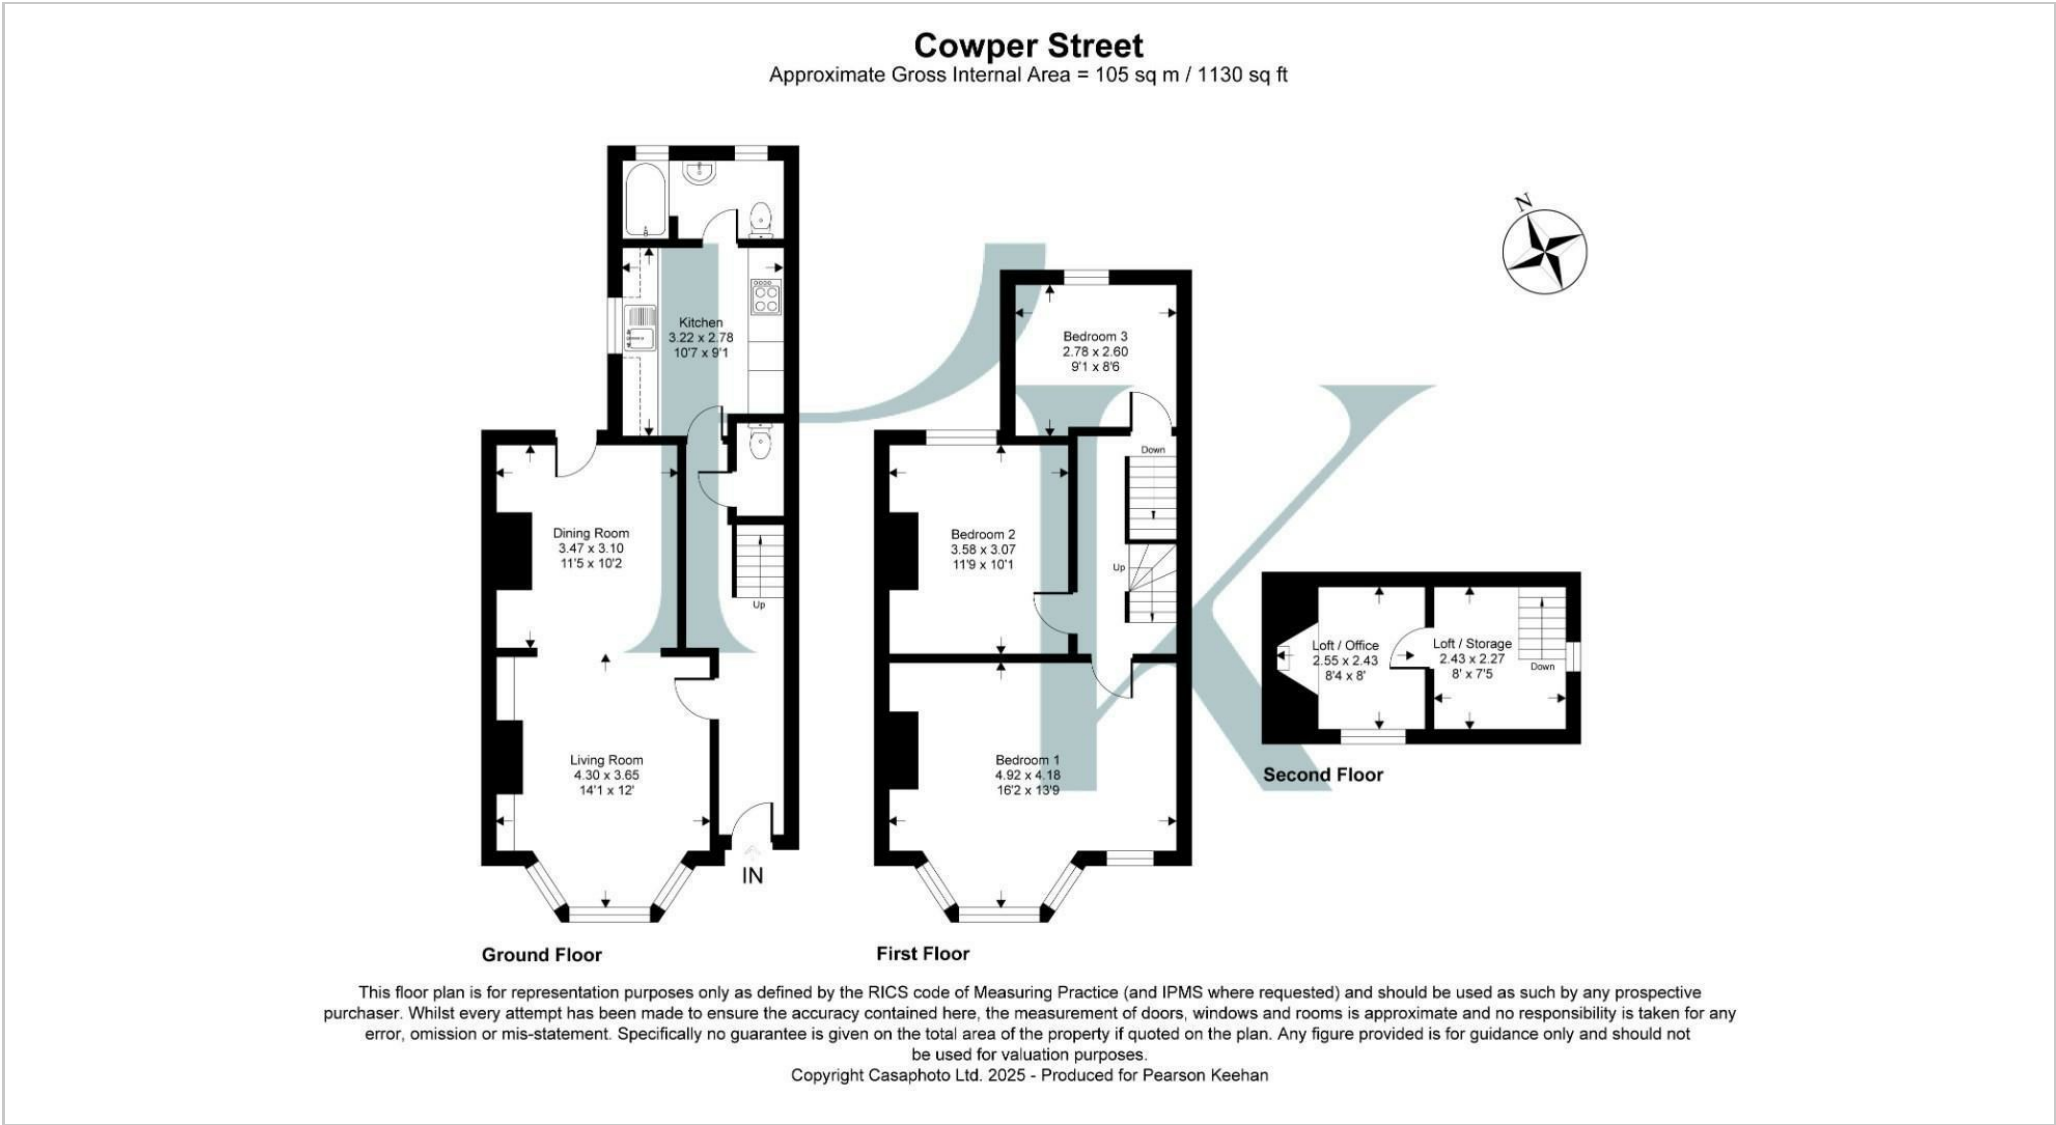 Cowper Street
Approximate Gross Internal Area = 105 sq m / 1130 sq ft
N
Kitchen
3.22 x 2.78
10'7 x 9'1
Dining Room
3.47 x 3.10
11'5 x 10'2
Up
Living Room
4.30 x 3.65
14'1 x 12'
IN
Ground Floor
Bedroom 3
2.78 x 2.60
9'1 x 8'6
Down
Bedroom 2
3.58 x 3.07
11'9 x 10'1
Up
Bedroom 1
4.92 x 4.18
16'2 x 13'9
First Floor
Loft / Office
2.55 x 2.43
8'4 x 8'
Loft / Storage
2.43 x 2.27
8' x 7'5
Down
Second Floor
This floor plan is for representation purposes only as defined by the RICS code of Measuring Practice (and IPMS where requested) and should be used as such by any prospective
purchaser. Whilst every attempt has been made to ensure the accuracy contained here, the measurement of doors, windows and rooms is approximate and no responsibility is taken for any
error, omission or mis-statement. Specifically no guarantee is given on the total area of the property if quoted on the plan. Any figure provided is for guidance only and should not
be used for valuation purposes.
Copyright Casaphoto Ltd. 2025 - Produced for Pearson Keehan